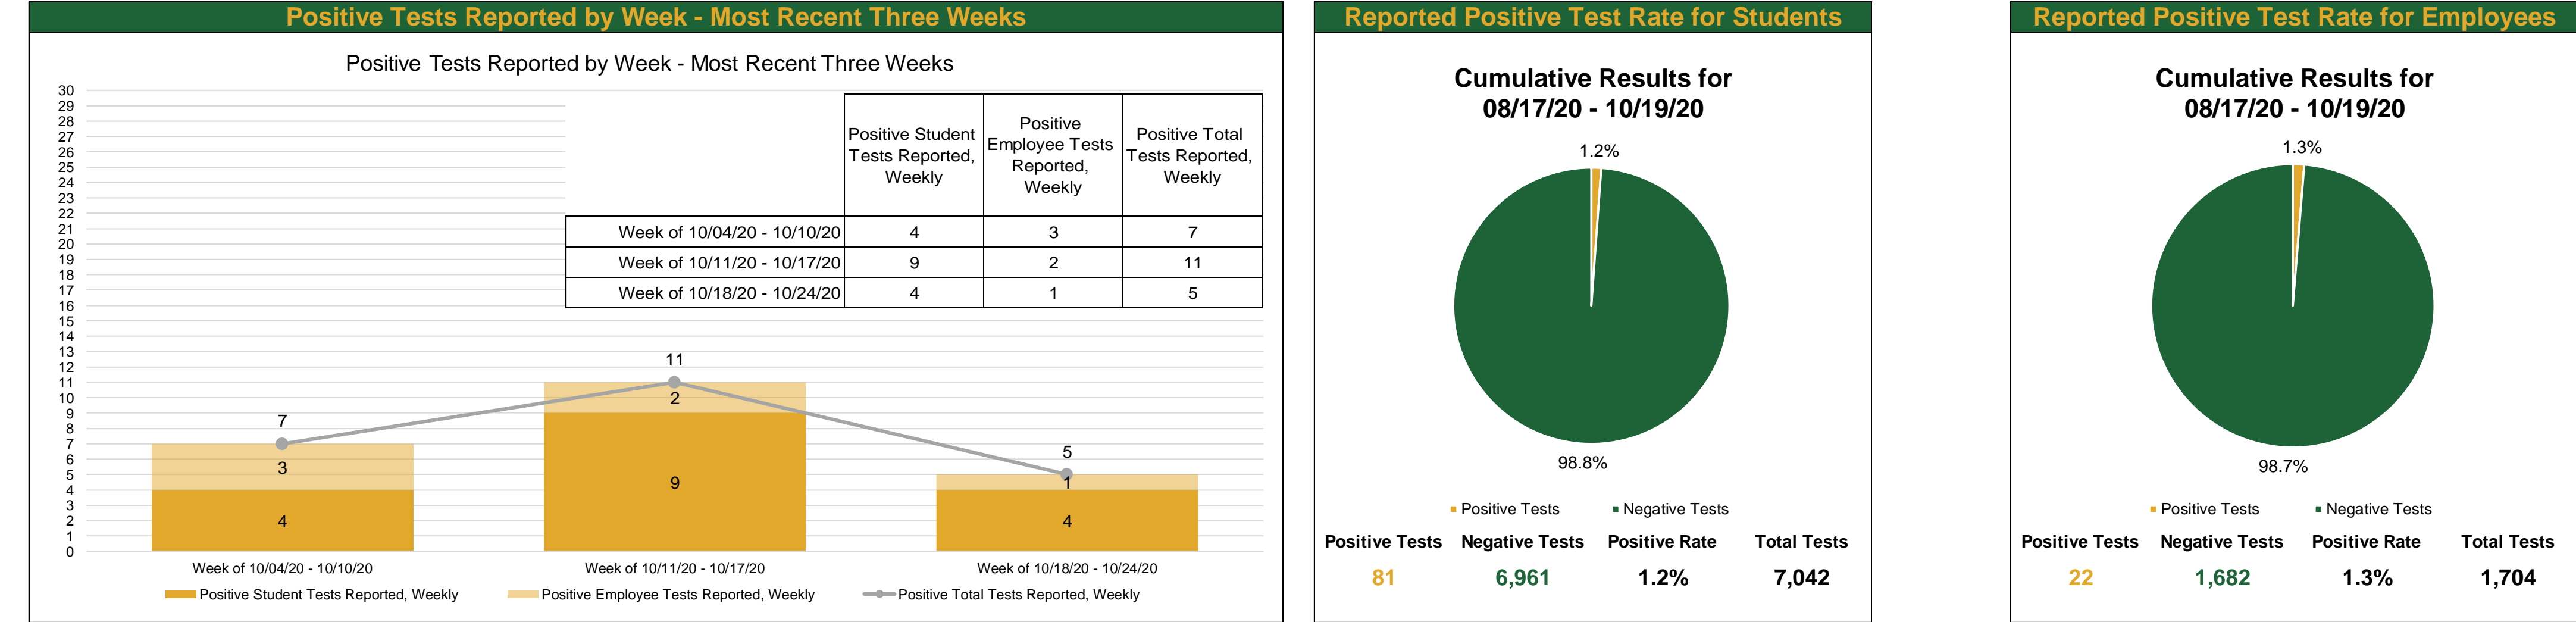 Positive Tests Reported by Week - Most Recent Three Weeks
Positive Tests Reported by Week - Most Recent Three Weeks
30
29
28
27
26
25
24
23
22
21
20
19
18
17
16
15
14
13
12
11
10
9
8
7
6
5
4
3
2
1
0
Positive Student Tests Reported, Weekly
Positive Employee Tests Reported, Weekly
Positive Total Tests Reported, Weekly
Week of 10/04/20 - 10/10/20 4 3 7
Week of 10/11/20 - 10/17/20 9 2 11
Week of 10/18/20 - 10/24/20 4 1 5
7
3
4
11
2
9
5
1
4
Week of 10/04/20 - 10/10/20
Week of 10/11/20 - 10/17/20
Week of 10/18/20 - 10/24/20
Positive Student Tests Reported, Weekly
Positive Employee Tests Reported, Weekly
Positive Total Tests Reported, Weekly
Reported Positive Test Rate for Students
Cumulative Results for
08/17/20 - 10/19/20
1.2%
98.8%
Positive Tests Negative Tests
Positive Tests Negative Tests Positive Rate Total Tests
81 6,961 1.2% 7,042
Reported Positive Test Rate for Employees
Cumulative Results for
08/17/20 - 10/19/20
1.3%
98.7%
Positive Tests Negative Tests
Positive Tests Negative Tests Positive Rate Total Tests
22 1,682 1.3% 1,704